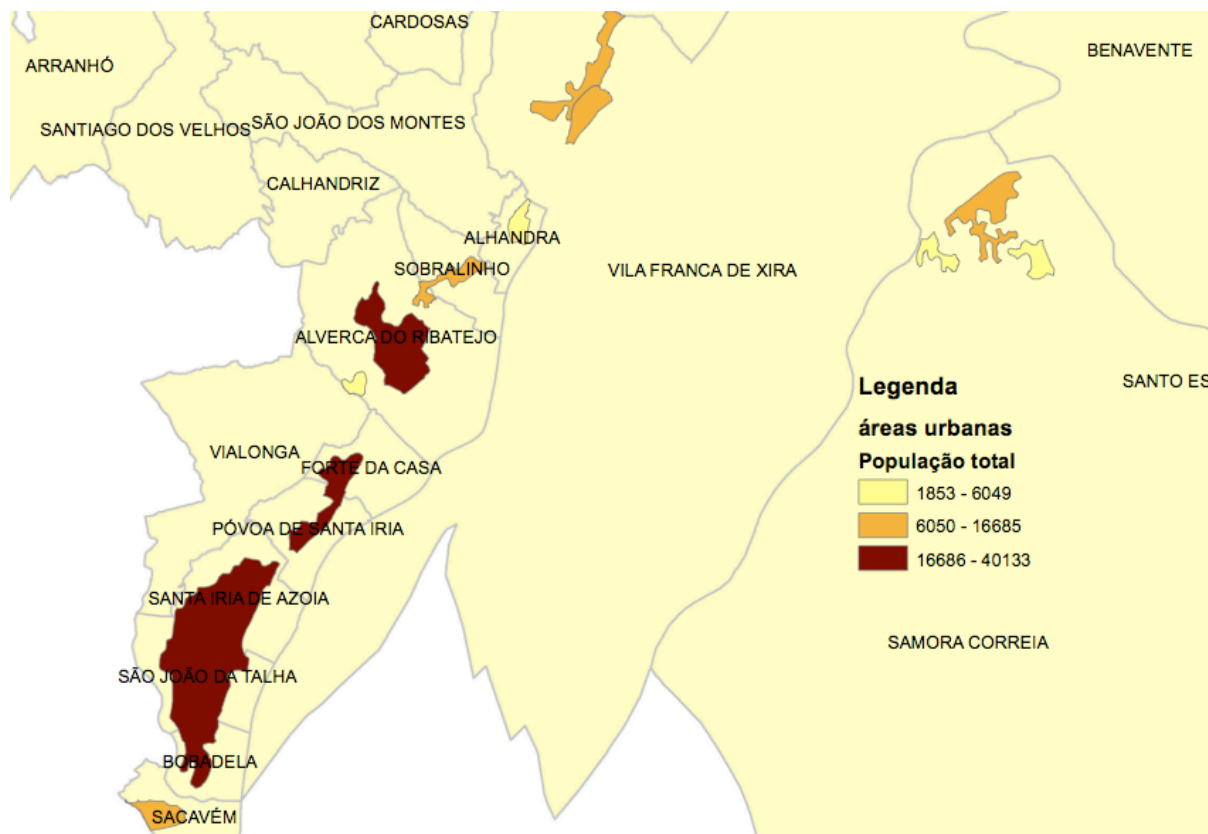 CARDOSAS
BENAVENTE
ARRANHÓ
SANTIAGO DOS VELHOS
SÃO JOÃO DOS MONTES
CALHANDRIZ
ALHANDRA
SOBRALINHO
VILA FRANCA DE XIRA
ALVERCA DO RIBATEJO
SANTO ES
Legenda
áreas urbanas
População total
1853 - 6049
6050 - 16685
16686 - 40133
VIALONGA
FORTE DA CASA
PÓVOA DE SANTA IRIA
SANTA IRIA DE AZOIA
SAMORA CORREIA
SÃO JOÃO DA TALHA
BOBADELA
SACAVÉM